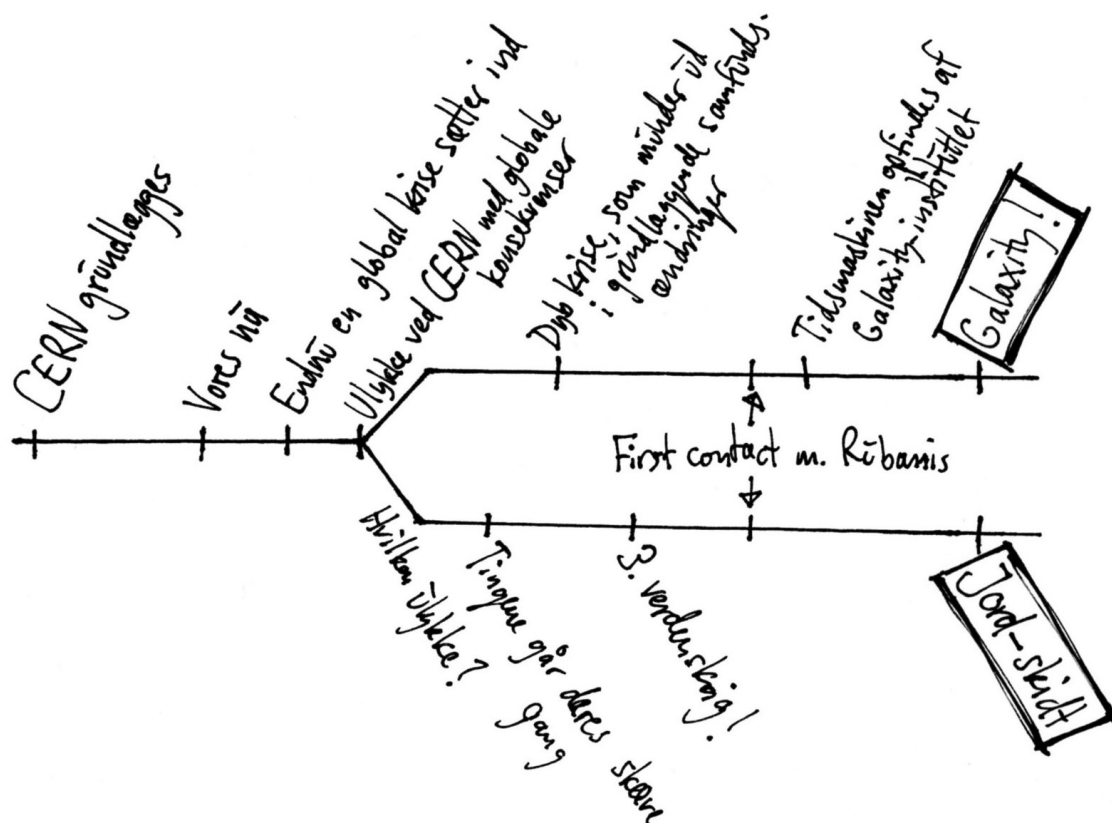 CERN grundlægges
Vores nu
Endnu en global krise sætter ind
Ulykke ved CERN med globale
konsekvenser
Dyb krise, som munder ud
i grundlæggende samfunds-
ændringer
Tidsmaskinen opfindes af
Galaxity-instituttet
Galaxity!
First contact m. Rubanis
Hvilken ulykke?
Tingene går deres skæve
gang
3. verdenskrig!
Jord-skidt